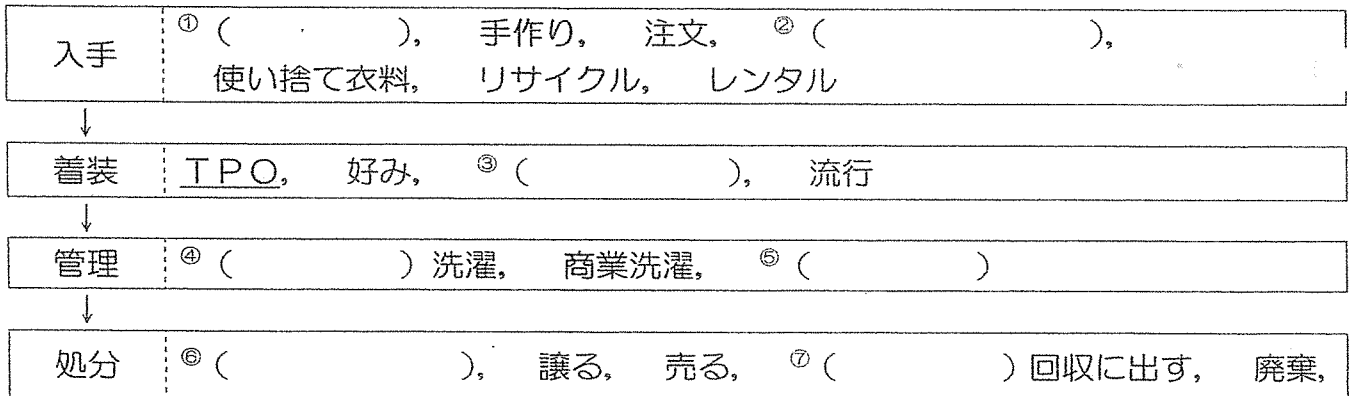 入手 ①( ), 手作り, 注文, ②( ),
使い捨て衣料, リサイクル, レンタル
↓
着装 TPO, 好み, ③( ), 流行
↓
管理 ④( )洗濯, 商業洗濯, ⑤( )
↓
処分 ⑥( ), 譲る, 売る, ⑦( )回収に出す, 廃棄,